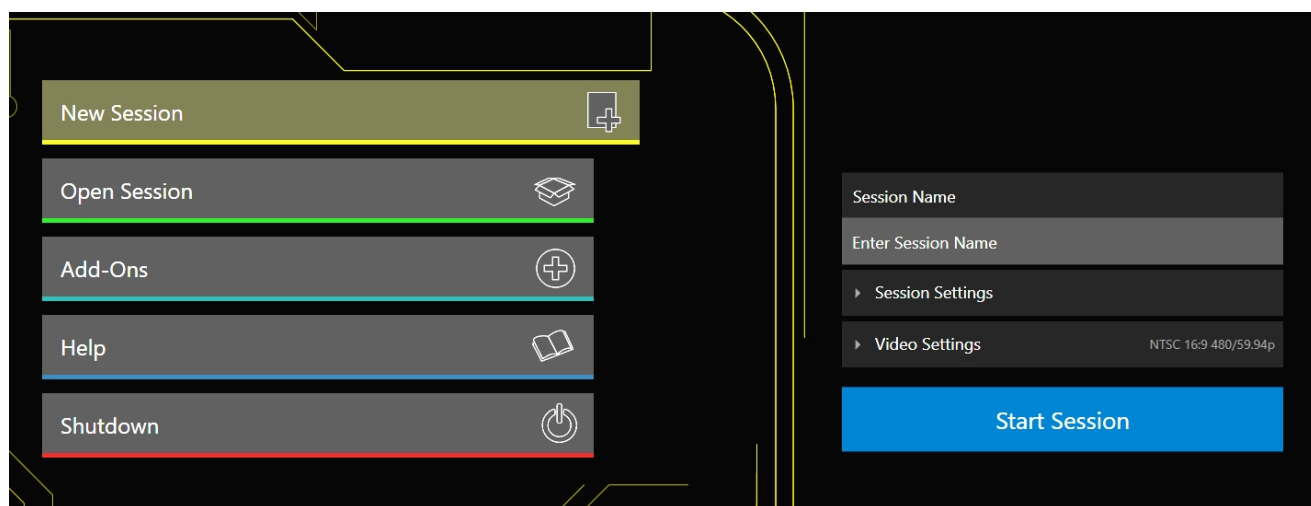 New Session
Open Session
Add-Ons
Help
Shutdown
Session Name
Enter Session Name
Session Settings
Video Settings NTSC 16:9 480/59.94p
Start Session